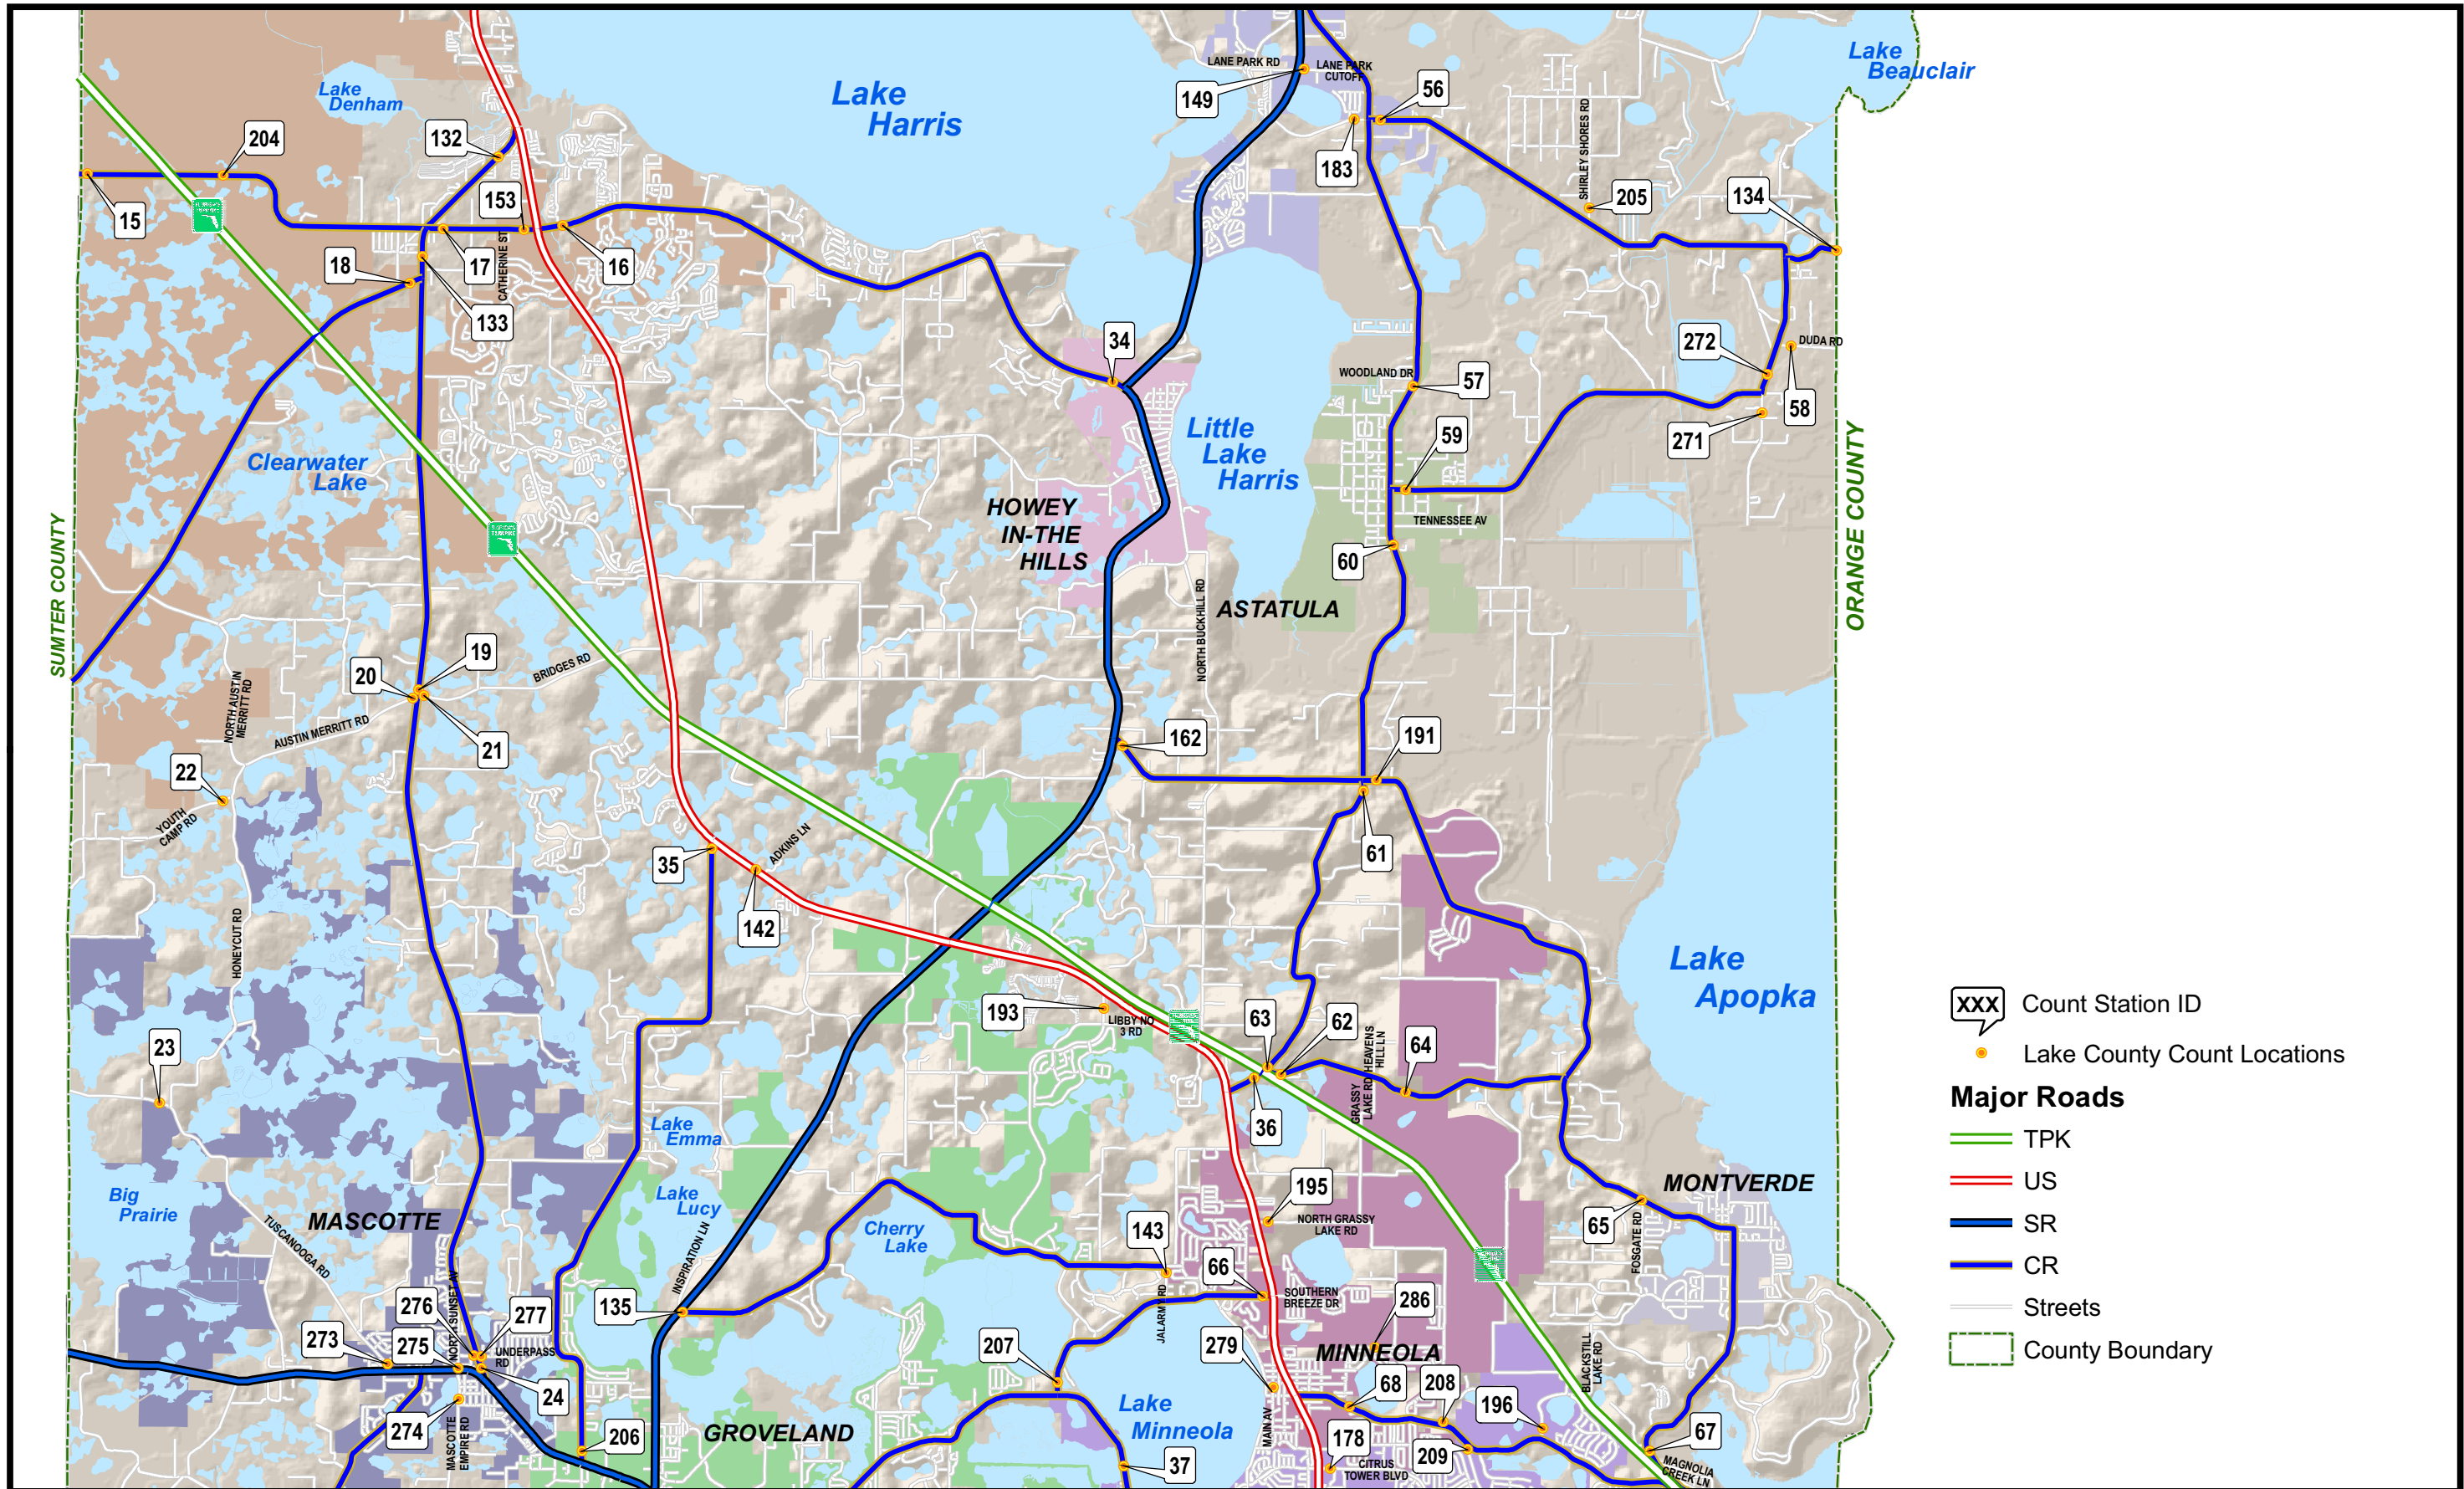 Lake
Beauclair
LANE PARK RD
LANE PARK
CUTOFF
Lake
Denham
Lake
Harris
149
56
204
132
183
SHIRLEY SHORES RD
205
134
15
153
18
17
CATHERINE ST
16
133
34
272
DUDA RD
58
WOODLAND DR
57
59
271
Little
Lake
Harris
Clearwater
Lake
HOWEY
IN-THE
HILLS
TENNESSEE AV
60
SUMTER COUNTY
ORANGE COUNTY
NORTH BUCKHILL RD
ASTATULA
19
20
BRIDGES RD
NORTH AUSTIN
MERRITT RD
AUSTIN MERRITT RD
21
162
191
22
YOUTH
CAMP RD
ADKINS LN
35
61
142
HONEYCUT RD
Lake
Apopka
193
LIBBY NO
3 RD
63
62
HEAVENS
HILL LN
64
GRASSY
LAKE RD
23
36
Lake
Emma
Big
Prairie
Lake
Lucy
MASCOTTE
TUSCANOOGA RD
INSPIRATION LN
Cherry
Lake
143
195
NORTH GRASSY
LAKE RD
MONTVERDE
65
FOSGATE RD
66
SOUTHERN
BREEZE DR
JALARMY RD
276
277
NORTH SUNSET AV
135
286
273
275
UNDERPASS
RD
207
279
MINNEOLA
BLACKSTILL
LAKE RD
24
68
208
196
274
MASCOTTE
EMPIRE RD
206
GROVELAND
Lake
Minneola
MAIN AV
178
CITRUS
TOWER BLVD
209
67
MAGNOLIA
CREEK LN
37
XXX
Count Station ID
Lake County Count Locations
Major Roads
TPK
US
SR
CR
Streets
County Boundary